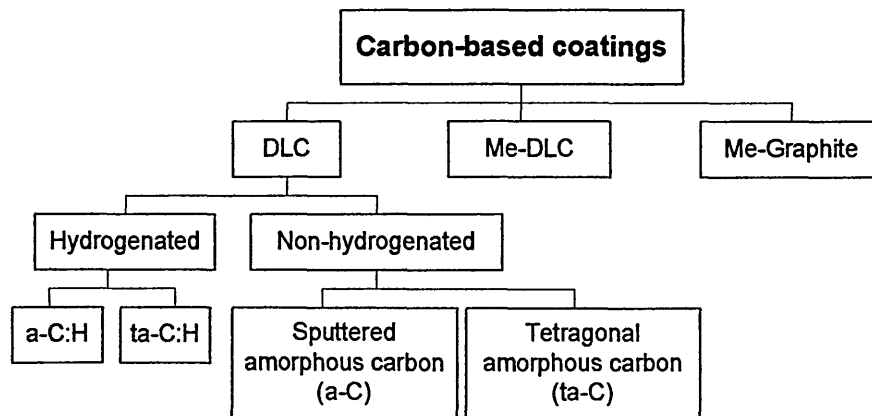 Carbon-based coatings
DLC
Me-DLC
Me-Graphite
Hydrogenated
Non-hydrogenated
a-C:H
ta-C:H
Sputtered
amorphous carbon
(a-C)
Tetragonal
amorphous carbon
(ta-C)